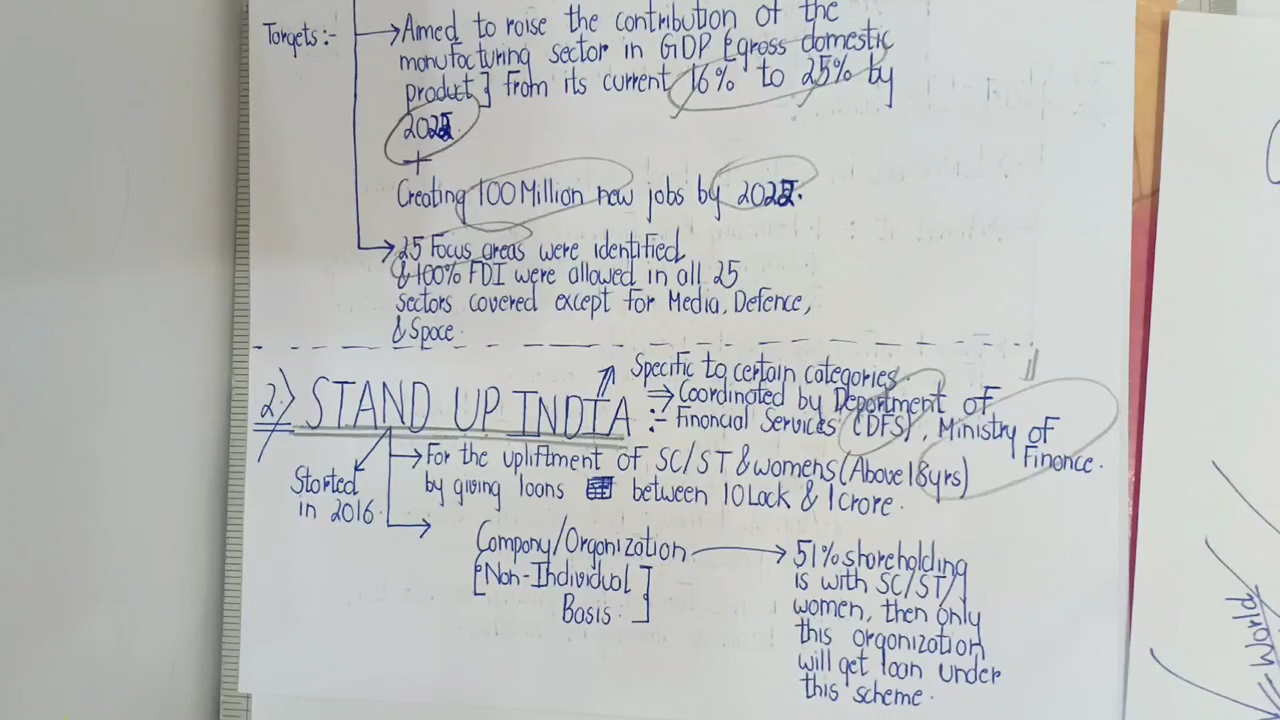 Targets :-
→ Aimed to raise the contribution of the
manufacturing sector in GDP [gross domestic
product] from its current 16% to 25% by
2022.
+
Creating 100 Million new jobs by 2022.
→ 25 Focus areas were identified
& 100% FDI were allowed in all 25
sectors covered except for Media, Defence,
& Space.
2.) STAND UP INDIA :-
Specific to certain categories.
⇒ Coordinated by Department of
Financial Services (DFS), Ministry of
Finance.
Started
in 2016.
→ For the upliftment of SC/ST & womens (Above 18yrs)
by giving loans between 10 Lack & 1 Crore.
Company/Organization → 51% shareholding
[Non-Individual
Basis.]
is with SC/ST/
women, then only
this organization
will get loan under
this scheme.
World